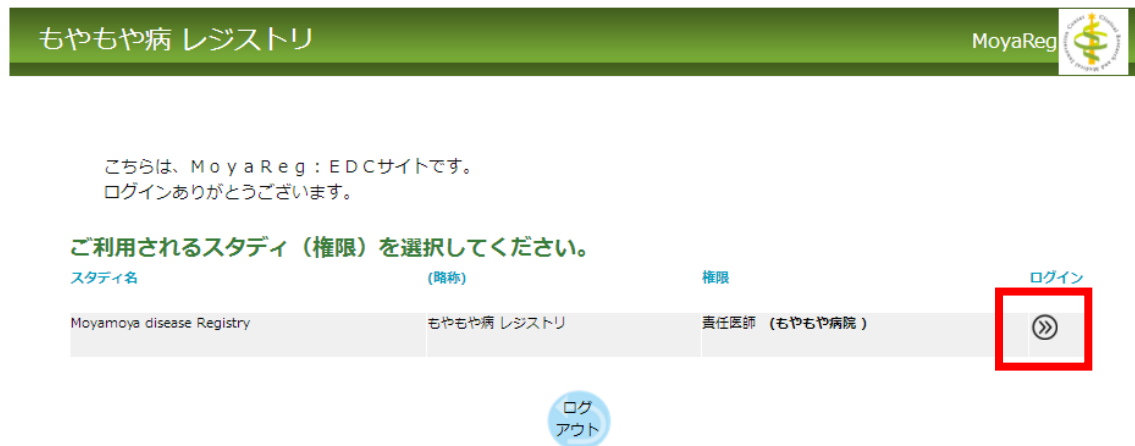 もやもや病 レジストリ
MoyaReg
こちらは、ＭｏｙａＲｅｇ：ＥＤＣサイトです。
ログインありがとうございます。
ご利用されるスタディ（権限）を選択してください。
スタディ名 (略称) 権限 ログイン
Moyamoya disease Registry もやもや病 レジストリ 責任医師 (もやもや病院 )
ログ
アウト